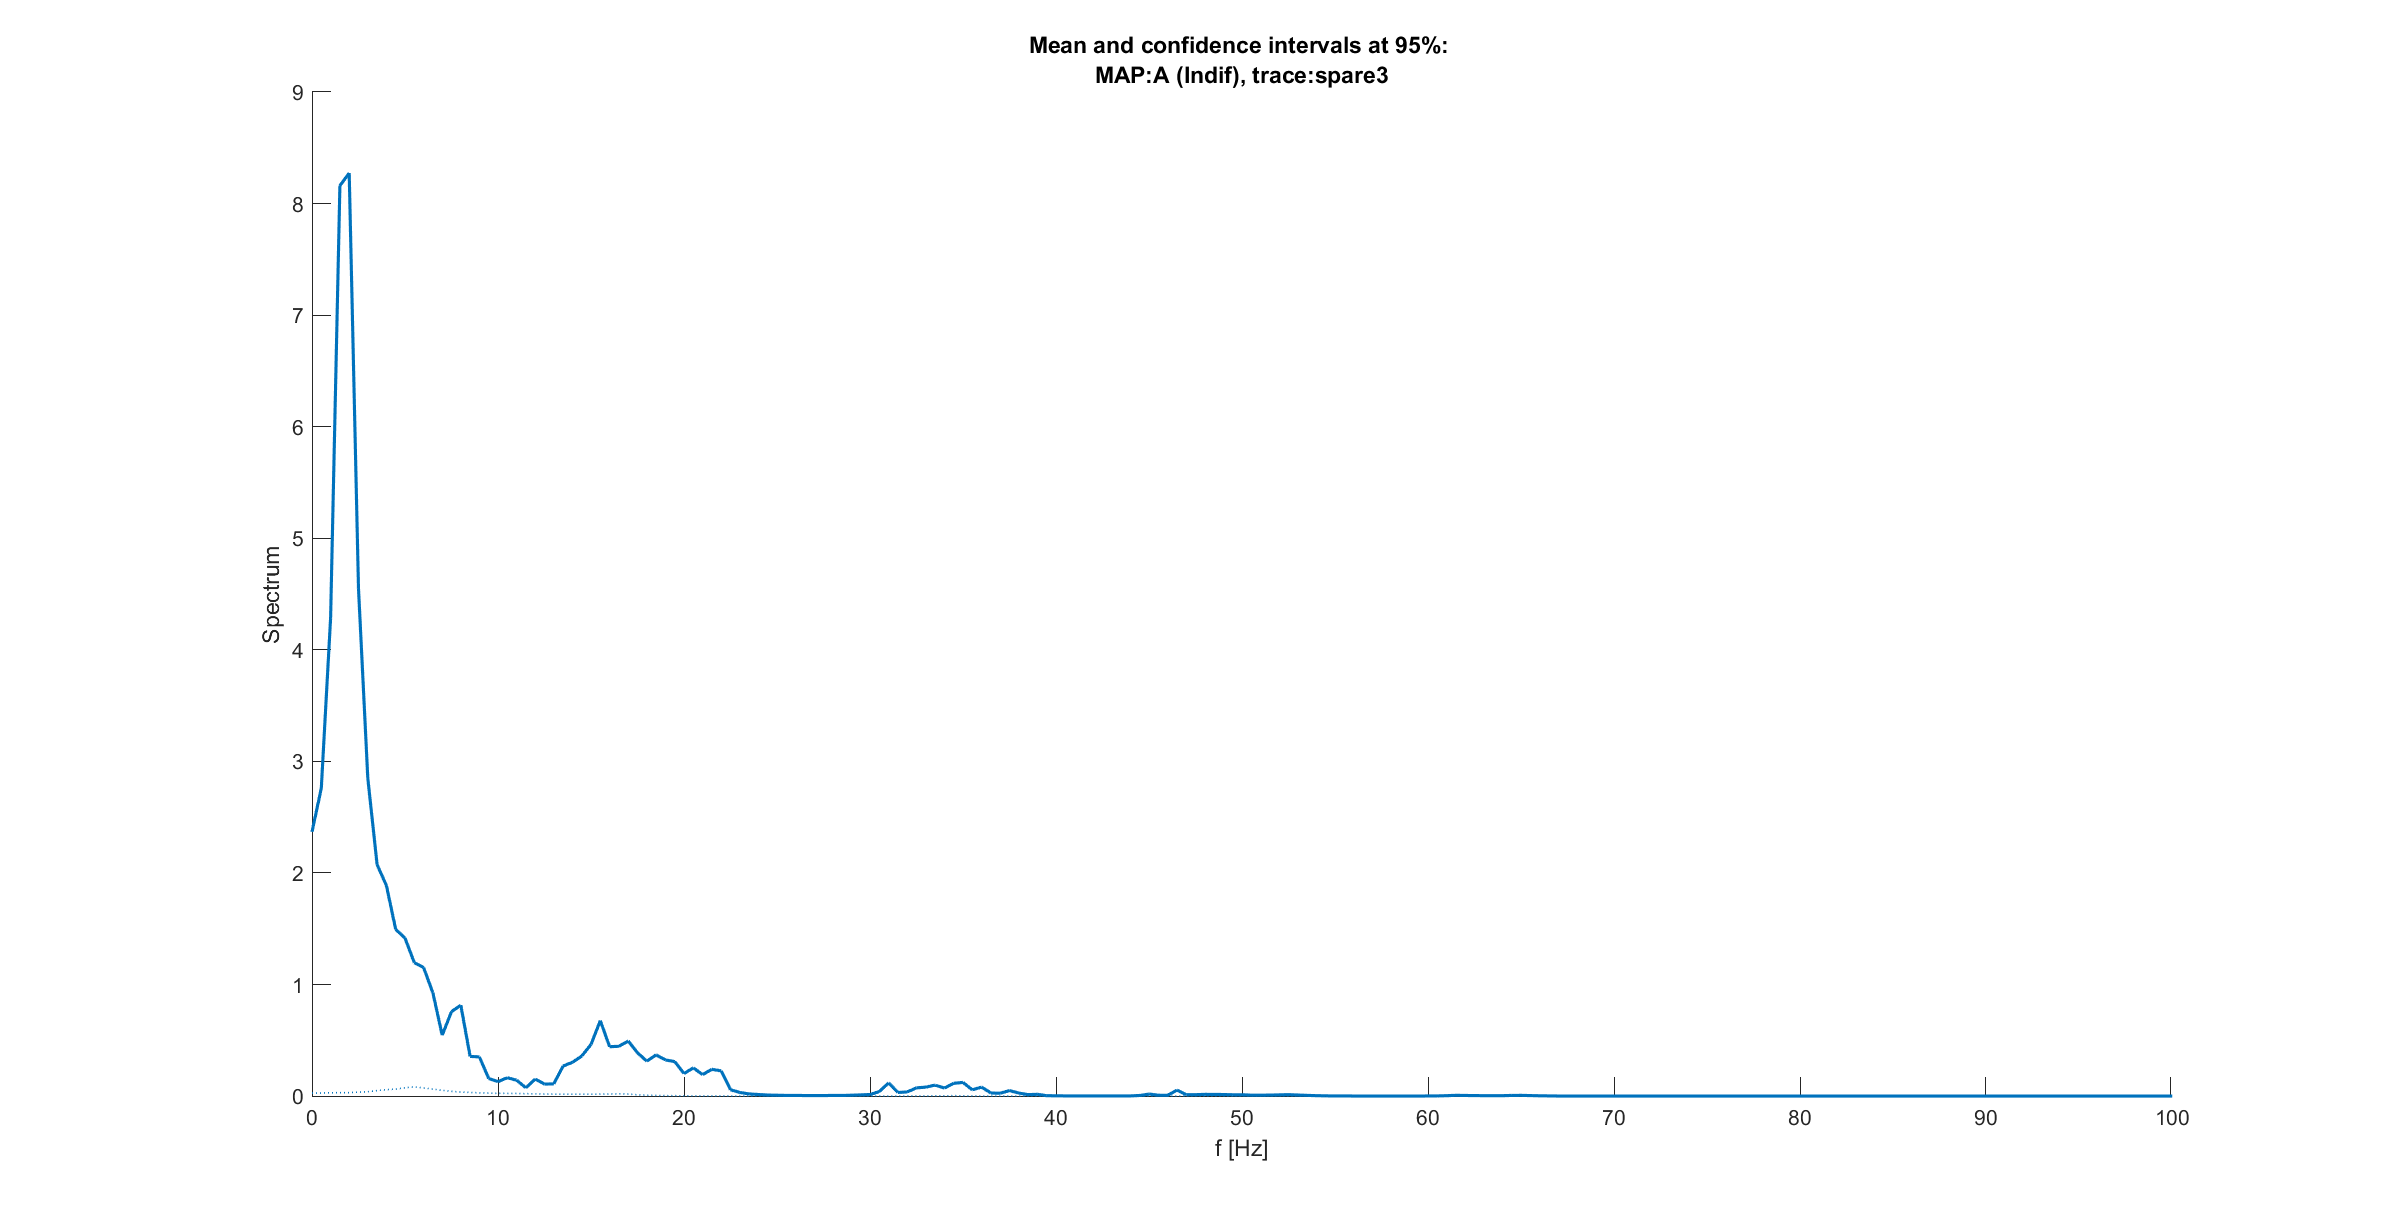 Mean and confidence intervals at 95%:
MAP:A (Indif), trace:spare3
9
8
7
6
5
4
3
2
1
0
Spectrum
0 10 20 30 40 50 60 70 80 90 100
f [Hz]